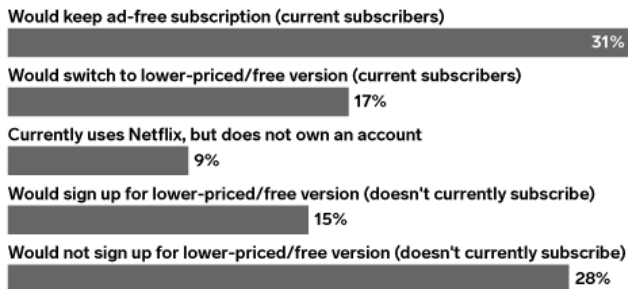 Would keep ad-free subscription (current subscribers)
31%
Would switch to lower-priced/free version (current subscribers)
17%
Currently uses Netflix, but does not own an account
9%
Would sign up for lower-priced/free version (doesn't currently subscribe)
15%
Would not sign up for lower-priced/free version (doesn't currently subscribe)
28%